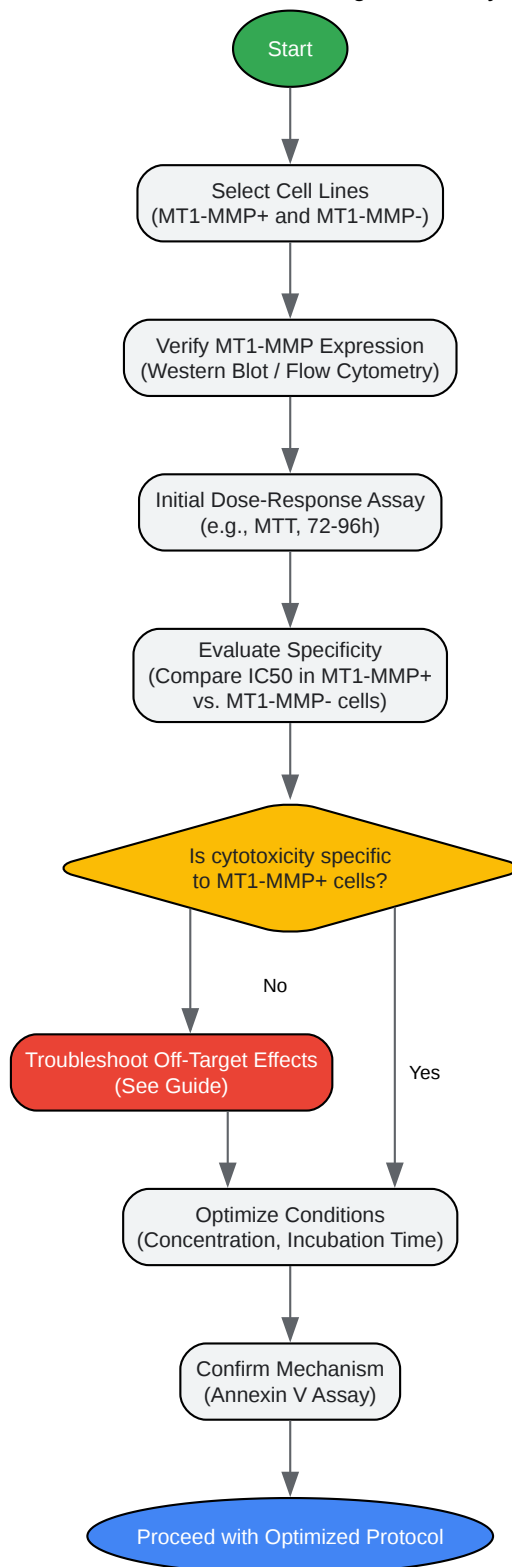 Start
Select Cell Lines
(MT1-MMP+ and MT1-MMP-)
Verify MT1-MMP Expression
(Western Blot / Flow Cytometry)
Initial Dose-Response Assay
(e.g., MTT, 72-96h)
Evaluate Specificity
(Compare IC50 in MT1-MMP+
vs. MT1-MMP- cells)
Is cytotoxicity specific
to MT1-MMP+ cells?
No
Troubleshoot Off-Target Effects
(See Guide)
Yes
Optimize Conditions
(Concentration, Incubation Time)
Confirm Mechanism
(Annexin V Assay)
Proceed with Optimized Protocol